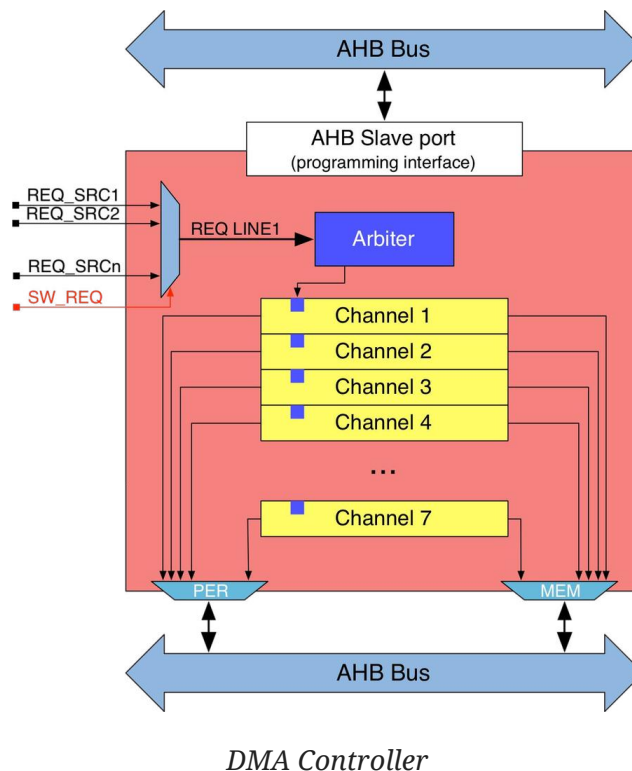 AHB Bus
AHB Slave port
(programming interface)
REQ_SRC1
REQ_SRC2
REQ LINE1
Arbiter
REQ_SRCn
SW_REQ
Channel 1
Channel 2
Channel 3
Channel 4
...
Channel 7
PER
MEM
AHB Bus
DMA Controller